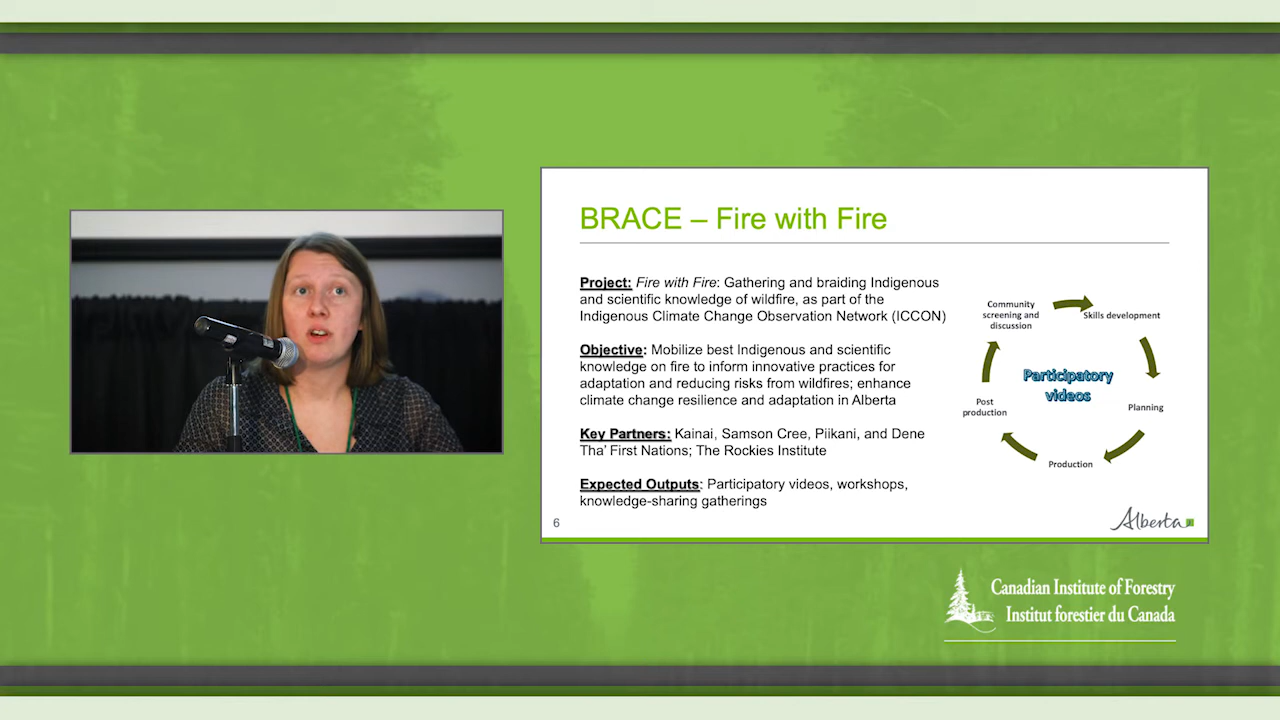 BRACE – Fire with Fire
Project: Fire with Fire: Gathering and braiding Indigenous
and scientific knowledge of wildfire, as part of the
Indigenous Climate Change Observation Network (ICCON)
Objective: Mobilize best Indigenous and scientific
knowledge on fire to inform innovative practices for
adaptation and reducing risks from wildfires; enhance
climate change resilience and adaptation in Alberta
Key Partners: Kainai, Samson Cree, Piikani, and Dene
Tha’ First Nations; The Rockies Institute
Expected Outputs: Participatory videos, workshops,
knowledge-sharing gatherings
Community
screening and
discussion
Skills development
Participatory
videos
Planning
Post
production
Production
6
Alberta
Canadian Institute of Forestry
Institut forestier du Canada